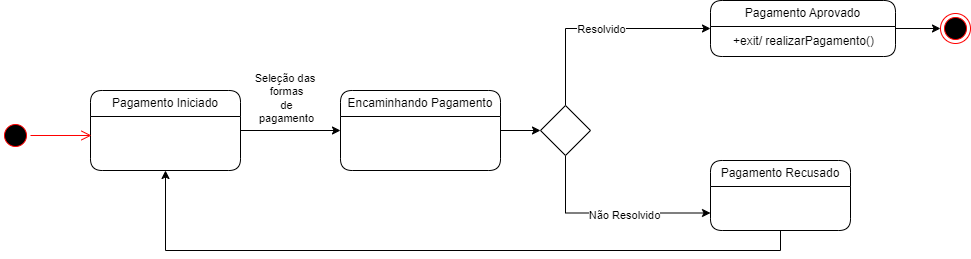 Pagamento Iniciado
Seleção das
formas
de
pagamento
Encaminhando Pagamento
Resolvido
Pagamento Aprovado
+exit/ realizarPagamento()
Não Resolvido
Pagamento Recusado